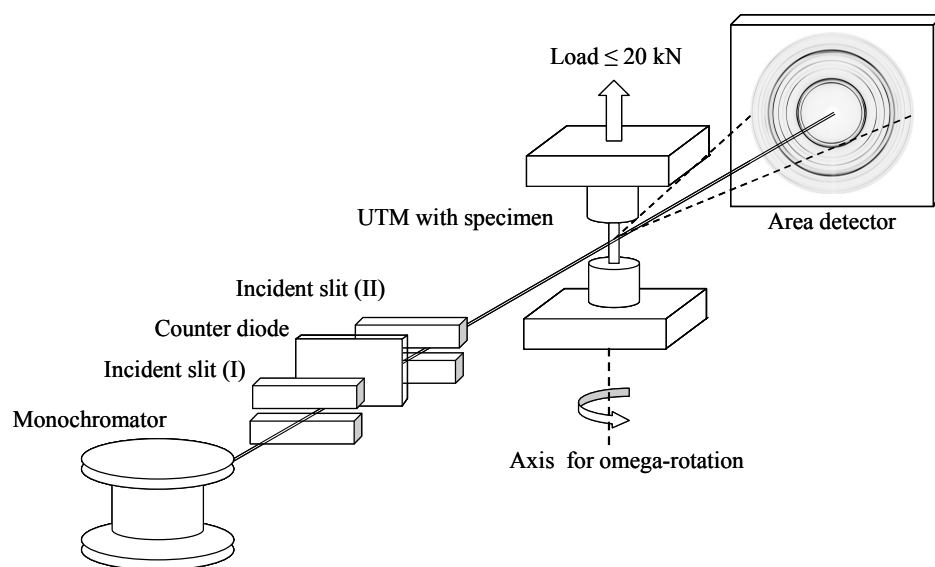 Load ≤ 20 kN
UTM with specimen
Area detector
Incident slit (II)
Counter diode
Incident slit (I)
Monochromator
Axis for omega-rotation